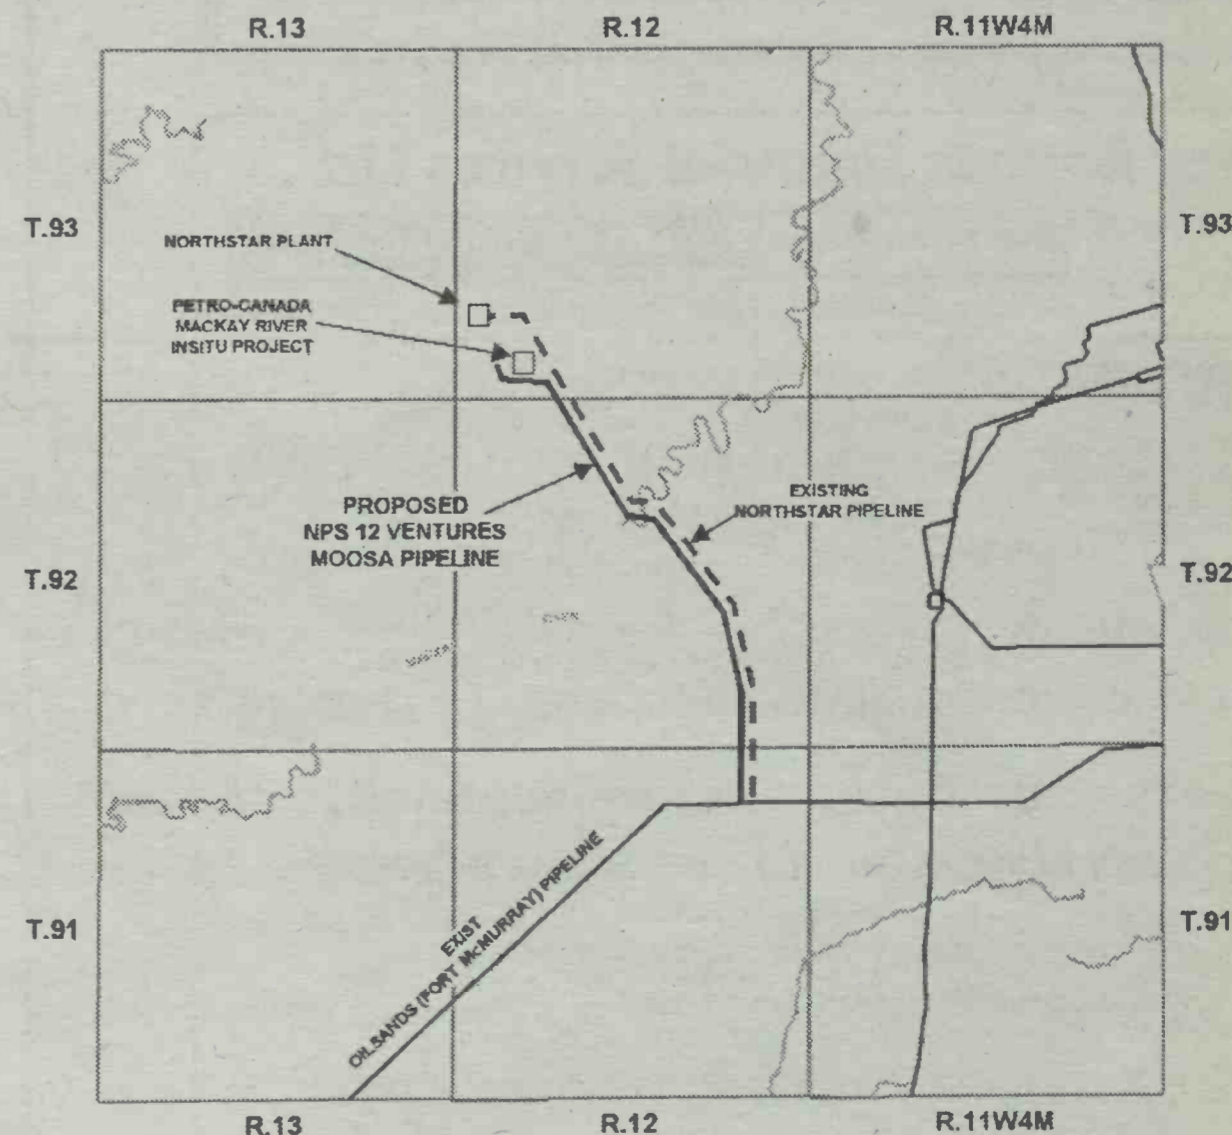 R.13
R.12
R.11W4M
T.93
T.93
NORTHSTAR PLANT
PETRO-CANADA
MACKAY RIVER
INSITU PROJECT
PROPOSED
NPS 12 VENTURES
MOOSA PIPELINE
EXISTING
NORTHSTAR PIPELINE
T.92
T.92
EXIST
OILSANDS (FORT McMURRAY) PIPELINE
T.91
T.91
R.13
R.12
R.11W4M